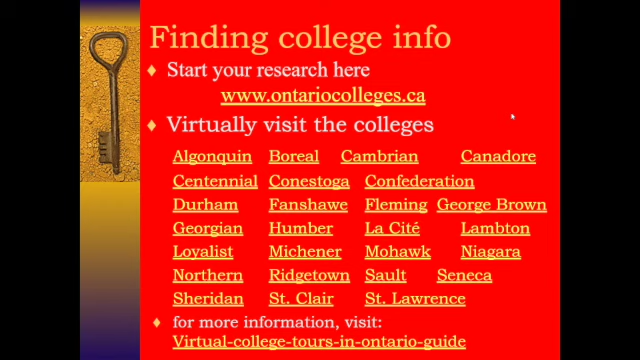 Finding college info
Start your research here
www.ontariocolleges.ca
Virtually visit the colleges
Algonquin Boreal Cambrian Canadore
Centennial Conestoga Confederation
Durham Fanshawe Fleming George Brown
Georgian Humber La Cité Lambton
Loyalist Michener Mohawk Niagara
Northern Ridgetown Sault Seneca
Sheridan St. Clair St. Lawrence
for more information, visit:
Virtual-college-tours-in-ontario-guide